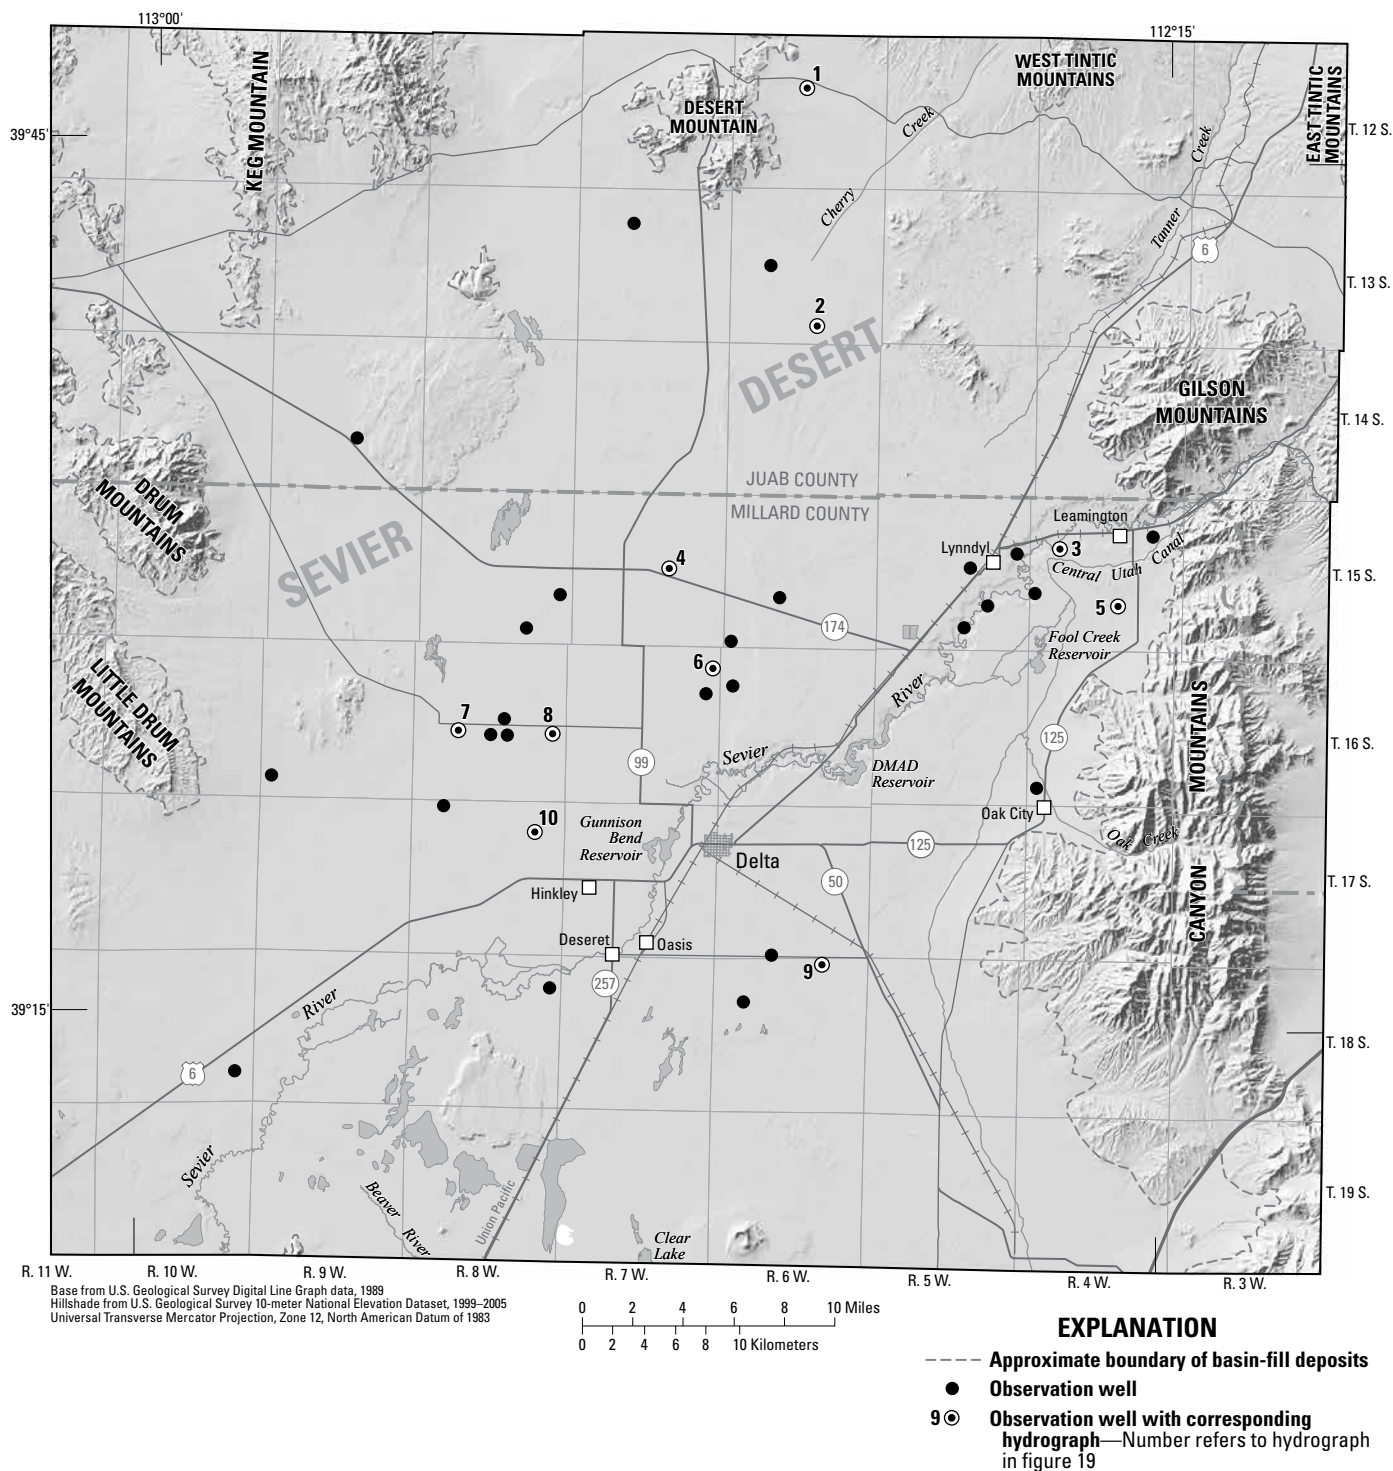 113°00'
112°15'
39°45'
KEG MOUNTAIN
DESERT
MOUNTAIN
1
WEST TINTIC
MOUNTAINS
EAST TINTIC
MOUNTAINS
T. 12 S.
Cherry
Creek
Tanner
Creek
6
2
T. 13 S.
DESERT
GILSON
MOUNTAINS
T. 14 S.
DRUM
MOUNTAINS
JUAB COUNTY
MILLARD COUNTY
SEVIER
Leamington
Lynndyl
3
Central Utah Canal
4
T. 15 S.
5
174
Fool Creek
Reservoir
6
LITTLE DRUM
MOUNTAINS
River
7
8
99
Sevier
125
T. 16 S.
DMAD
Reservoir
MOUNTAINS
10
Gunnison
Bend
Reservoir
Oak City
Oak Creek
125
Delta
50
Hinkley
T. 17 S.
CANYON
Deseret
Oasis
9
257
River
39°15'
T. 18 S.
6
Sevier
Beaver River
Union Pacific
T. 19 S.
Clear
Lake
R. 11 W.
R. 10 W.
R. 9 W.
R. 8 W.
R. 7 W.
R. 6 W.
R. 5 W.
R. 4 W.
R. 3 W.
Base from U.S. Geological Survey Digital Line Graph data, 1989
Hillshade from U.S. Geological Survey 10-meter National Elevation Dataset, 1999–2005
Universal Transverse Mercator Projection, Zone 12, North American Datum of 1983
0 2 4 6 8 10 Miles
0 2 4 6 8 10 Kilometers
EXPLANATION
Approximate boundary of basin-fill deposits
Observation well
9 Observation well with corresponding
hydrograph—Number refers to hydrograph
in figure 19